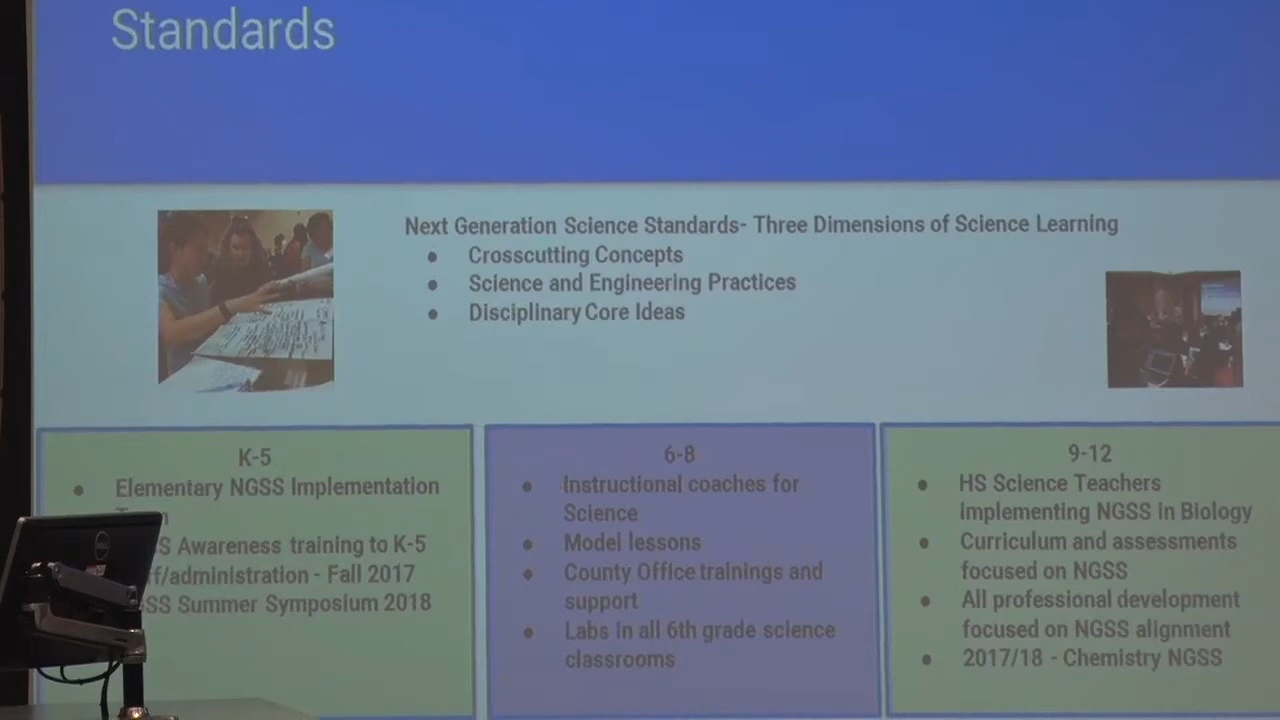 Standards
Next Generation Science Standards- Three Dimensions of Science Learning
● Crosscutting Concepts
● Science and Engineering Practices
● Disciplinary Core Ideas
K-5
● Elementary NGSS Implementation
S Awareness training to K-5
ff/administration - Fall 2017
SS Summer Symposium 2018
6-8
● Instructional coaches for
Science
● Model lessons
● County Office trainings and
support
● Labs in all 6th grade science
classrooms
9-12
● HS Science Teachers
implementing NGSS in Biology
● Curriculum and assessments
focused on NGSS
● All professional development
focused on NGSS alignment
● 2017/18 - Chemistry NGSS
DELL